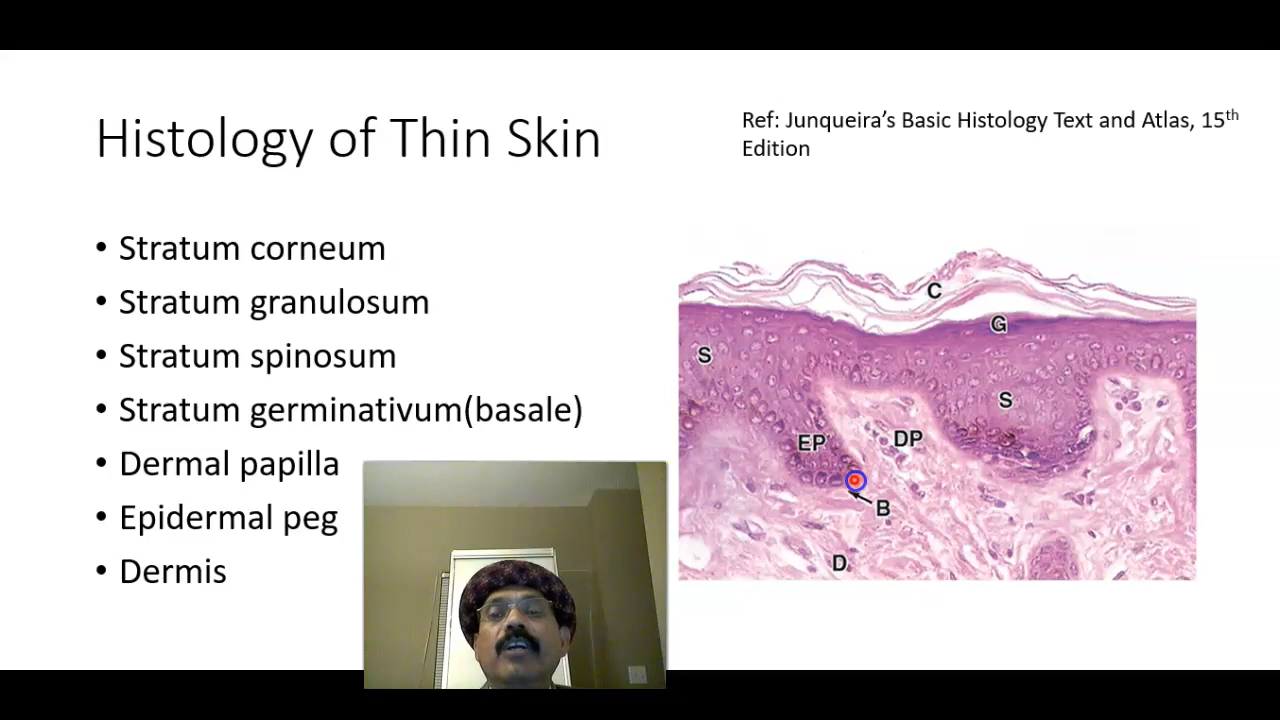 Histology of Thin Skin
Ref: Junqueira's Basic Histology Text and Atlas, 15th
Edition
• Stratum corneum
• Stratum granulosum
• Stratum spinosum
• Stratum germinativum(basale)
• Dermal papilla
• Epidermal peg
• Dermis
C
G
S
S
EP
DP
B
D